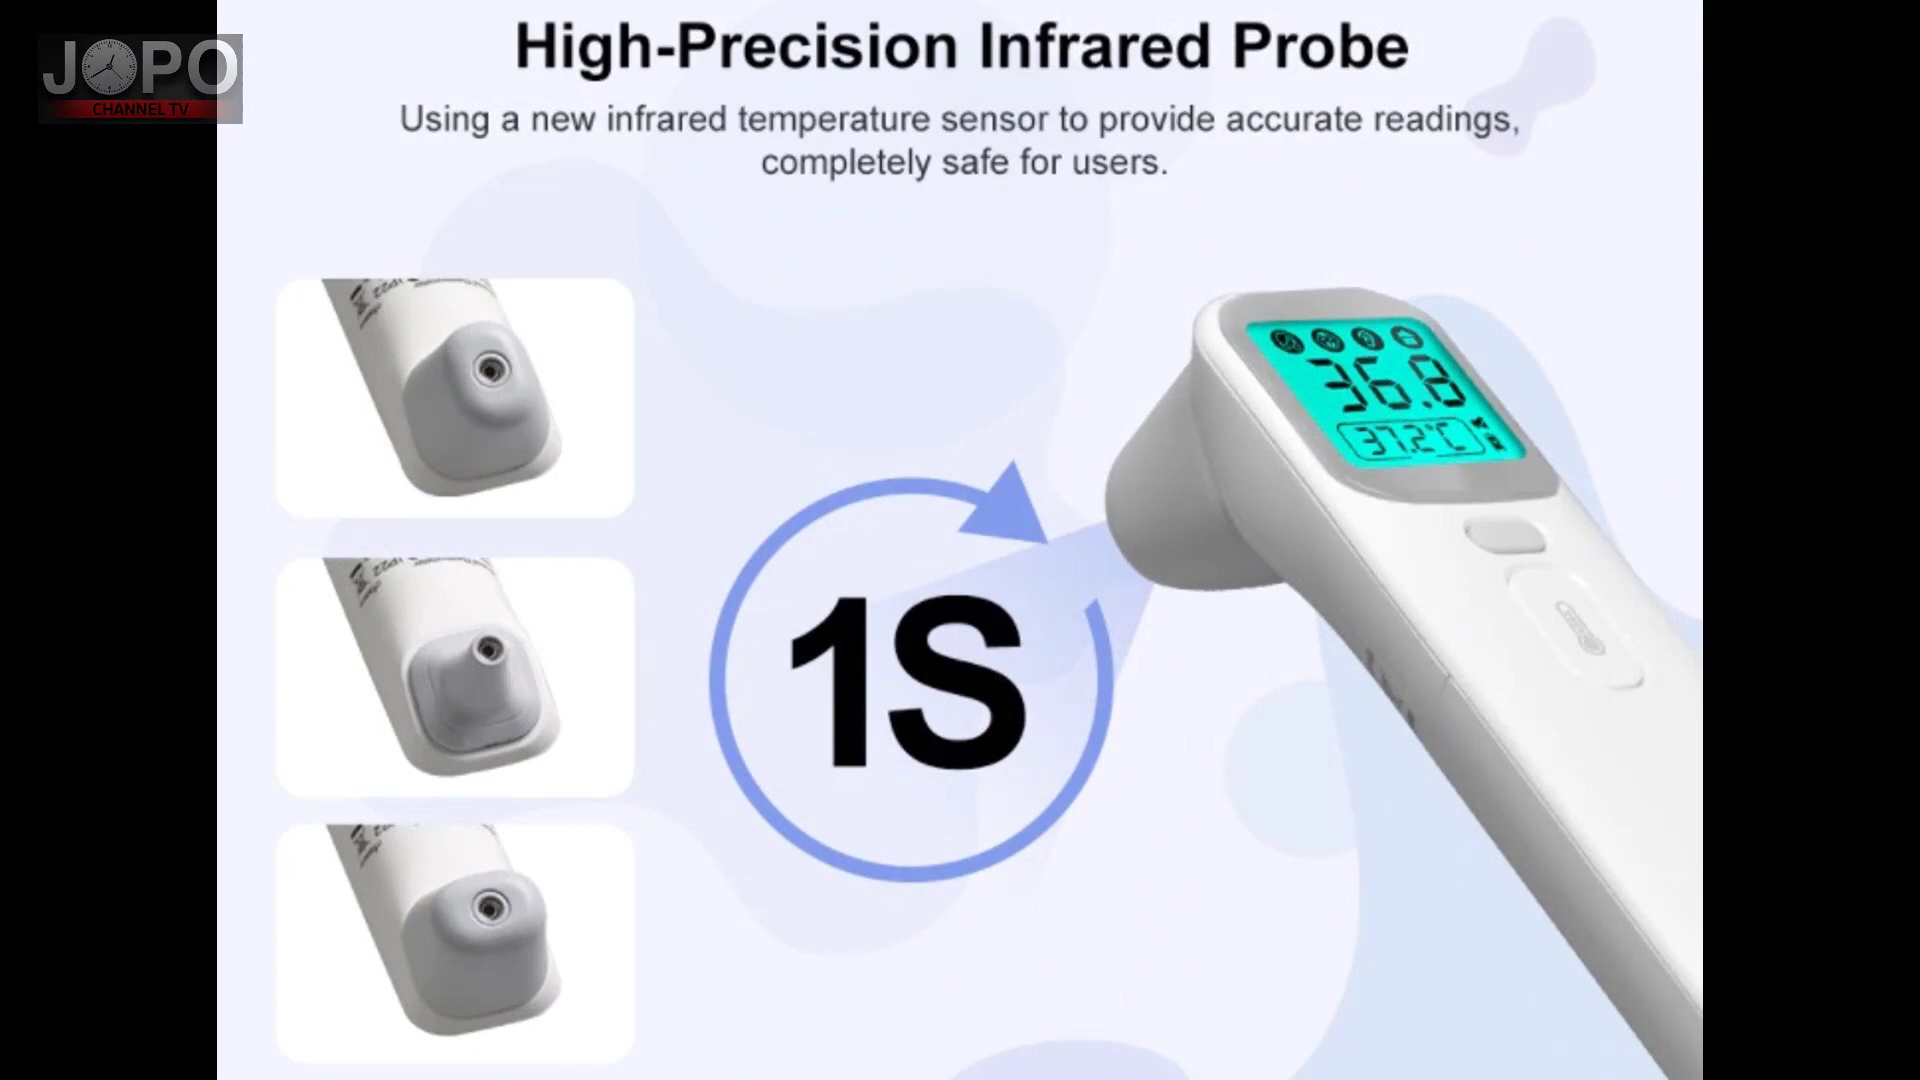 JOPO
CHANNEL TV
High-Precision Infrared Probe
Using a new infrared temperature sensor to provide accurate readings,
completely safe for users.
1S
36.8
37.2°C